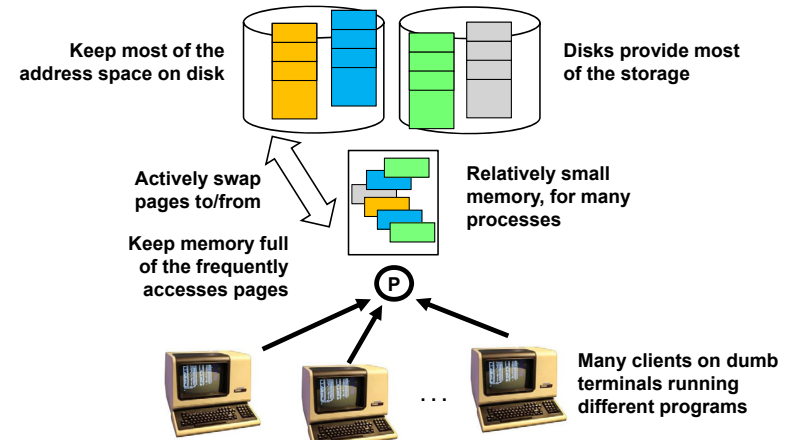 Keep most of the
address space on disk
Disks provide most
of the storage
Actively swap
pages to/from
Relatively small
memory, for many
processes
Keep memory full
of the frequently
accesses pages
P
Many clients on dumb
terminals running
different programs
. . .